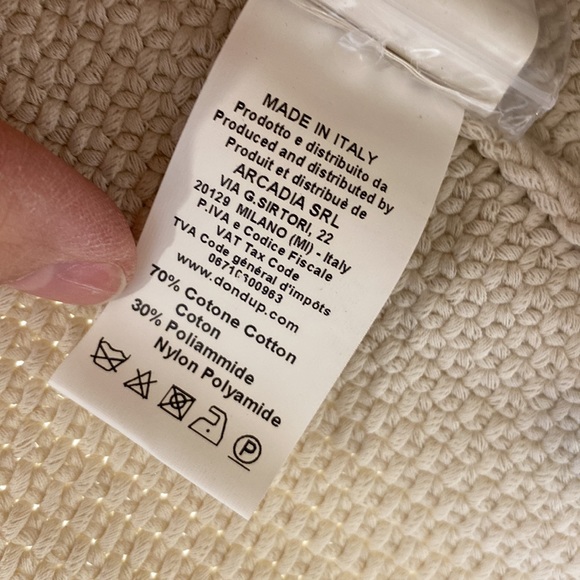 MADE IN ITALY
Prodotto e distribuito da
Produced and distributed by
Produit et distribué de
ARCADIA SRL
VIA G.SIRTORI, 22
20129 MILANO (MI) - Italy
P.IVA e Codice Fiscale
VAT Tax Code
TVA Code général d'impôts
www.dondup.com
70% Cotone Cotton
Coton
30% Poliammide
Nylon Polyamide
P